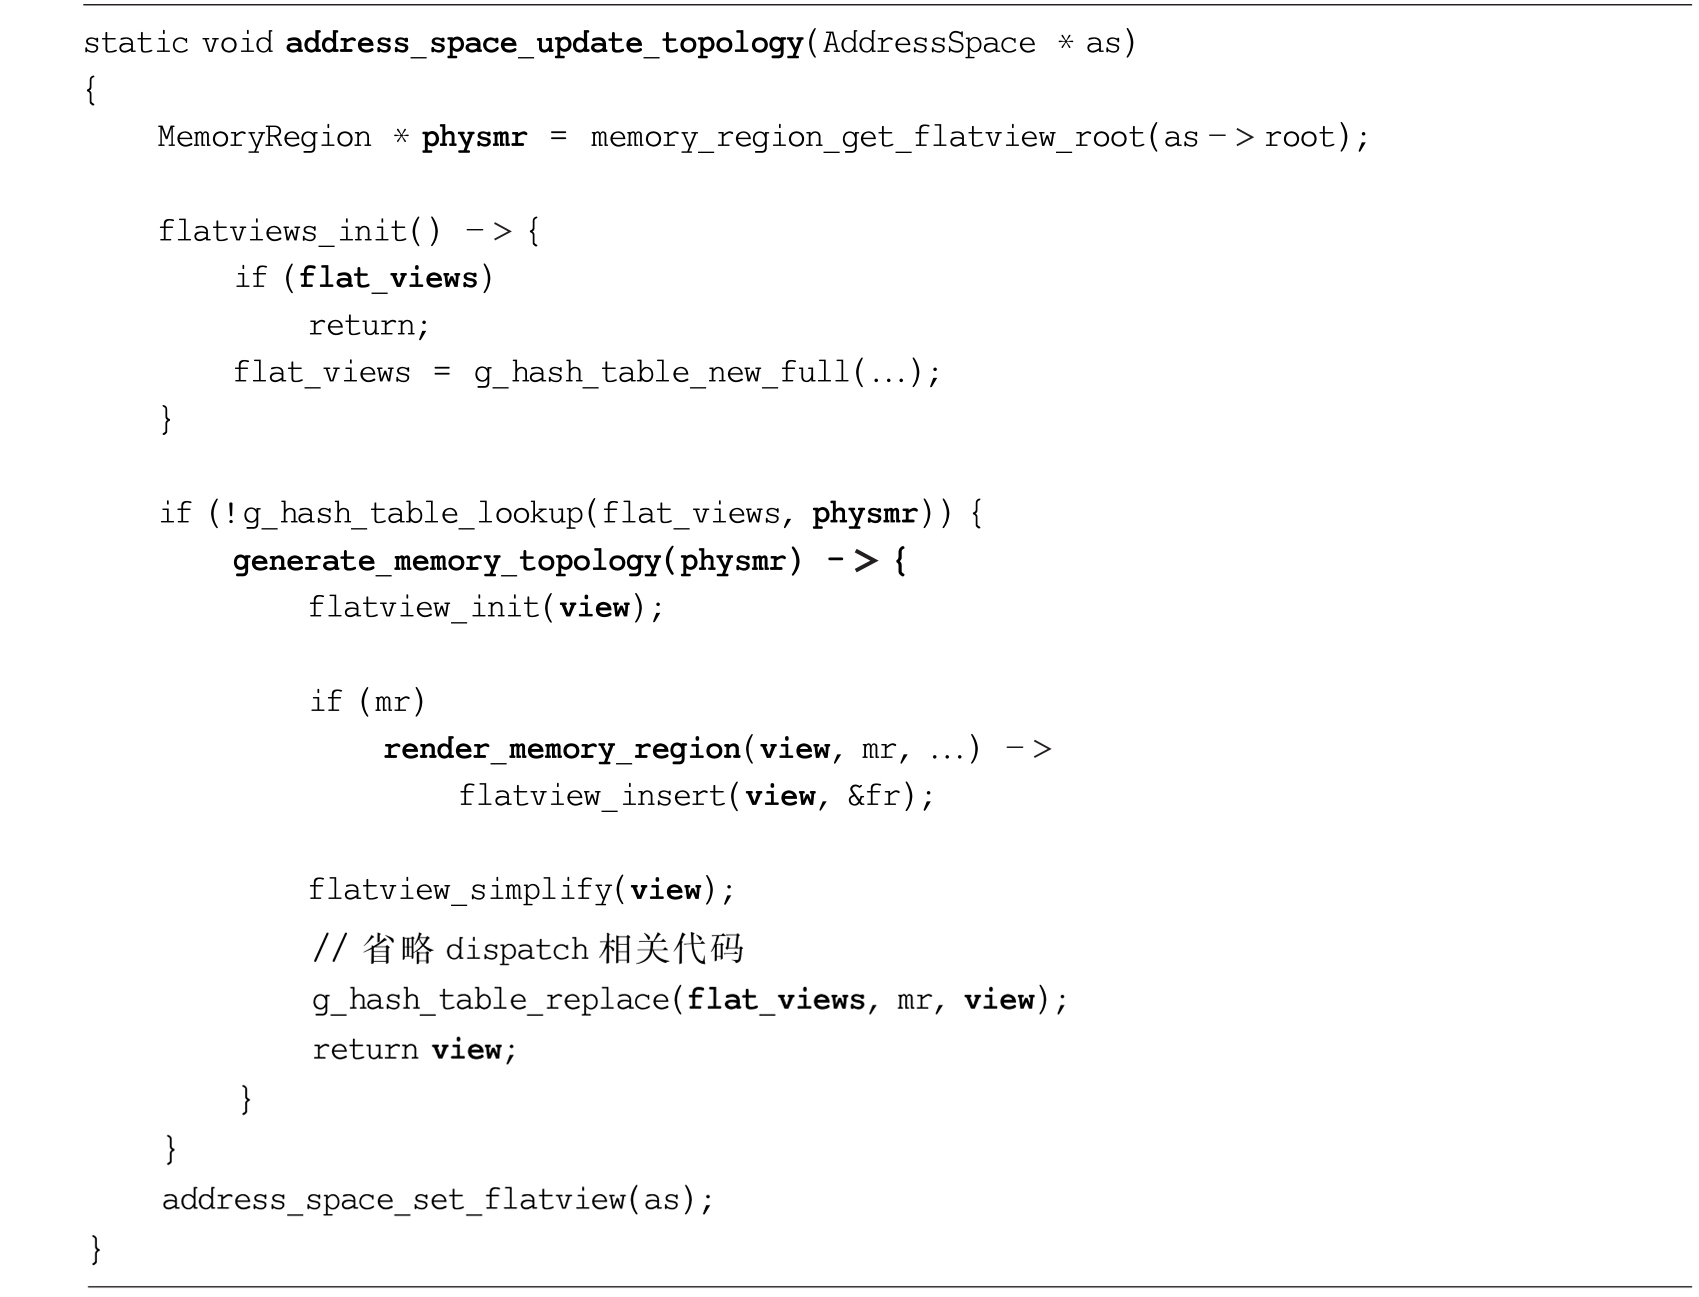 static void address_space_update_topology(AddressSpace * as)
{
    MemoryRegion * physmr = memory_region_get_flatview_root(as->root);

    flatviews_init() -> {
        if (flat_views)
            return;
        flat_views = g_hash_table_new_full(...);
    }

    if (!g_hash_table_lookup(flat_views, physmr)) {
        generate_memory_topology(physmr) -> {
            flatview_init(view);

            if (mr)
                render_memory_region(view, mr, ...) ->
                    flatview_insert(view, &fr);

            flatview_simplify(view);
            // 省略 dispatch 相关代码
            g_hash_table_replace(flat_views, mr, view);
            return view;
        }
    }
    address_space_set_flatview(as);
}